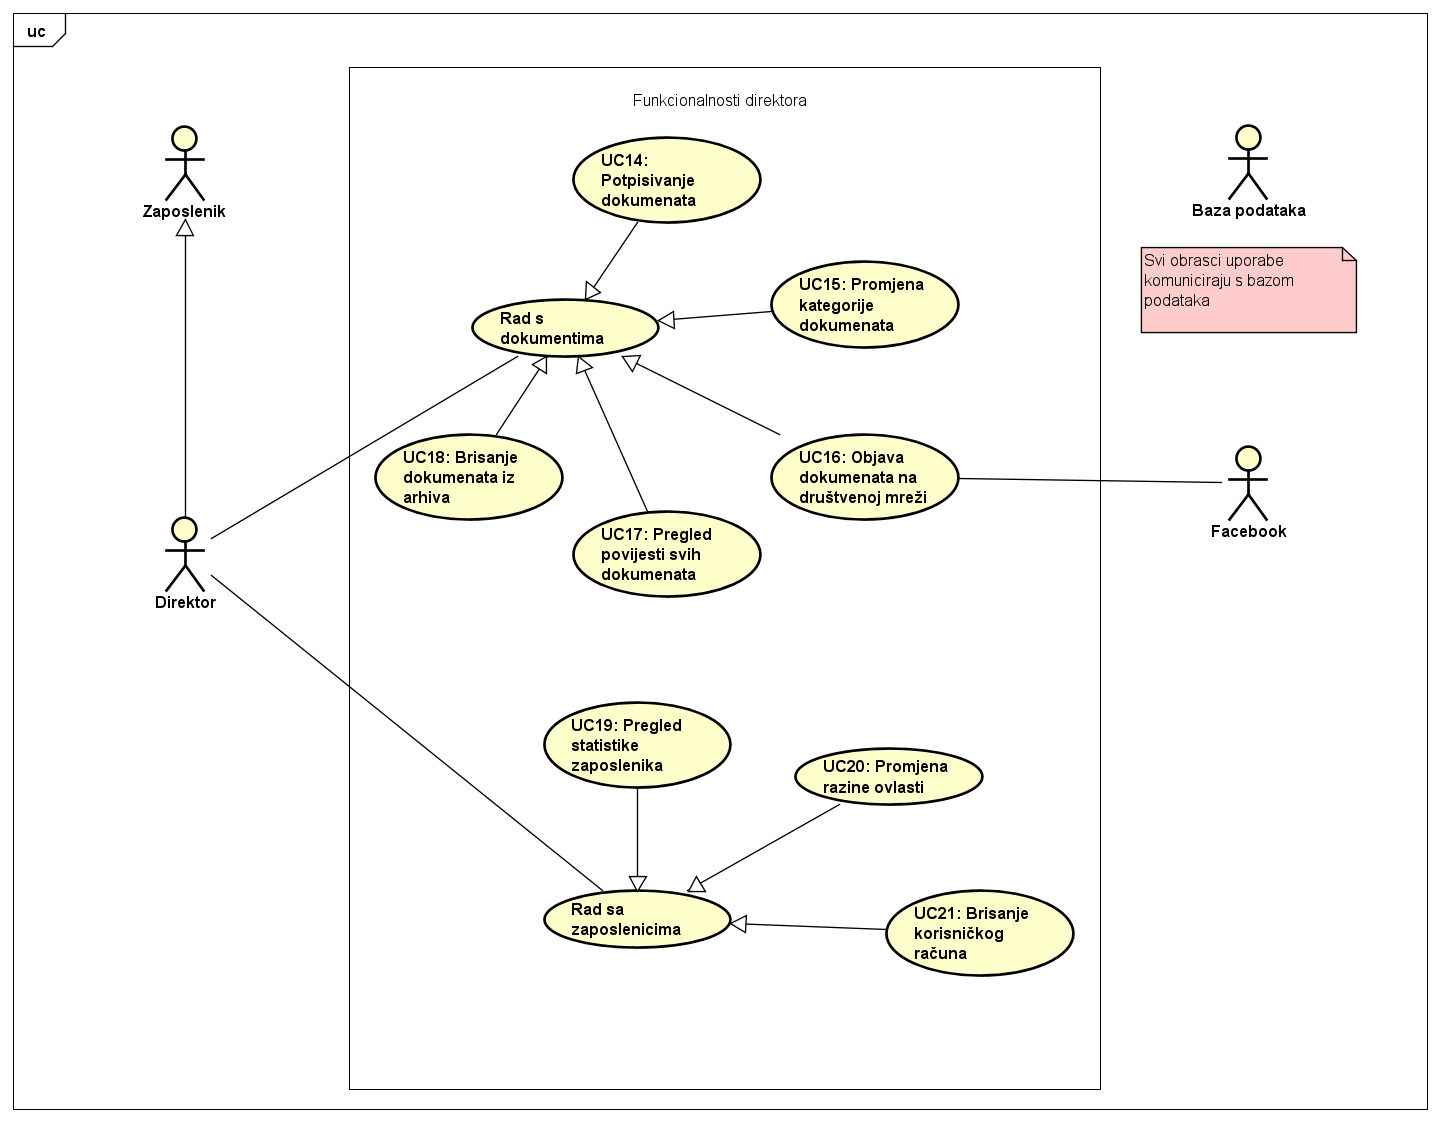 uc
Funkcionalnosti direktora
Zaposlenik
Baza podataka
UC14:
Potpisivanje
dokumenata
Svi obrasci uporabe
komuniciraju s bazom
podataka
UC15: Promjena
kategorije
dokumenata
Rad s
dokumentima
UC18: Brisanje
dokumenata iz
arhiva
UC16: Objava
dokumenata na
društvenoj mreži
Facebook
UC17: Pregled
povijesti svih
dokumenata
Direktor
UC19: Pregled
statistike
zaposlenika
UC20: Promjena
razine ovlasti
Rad sa
zaposlenicima
UC21: Brisanje
korisničkog
računa